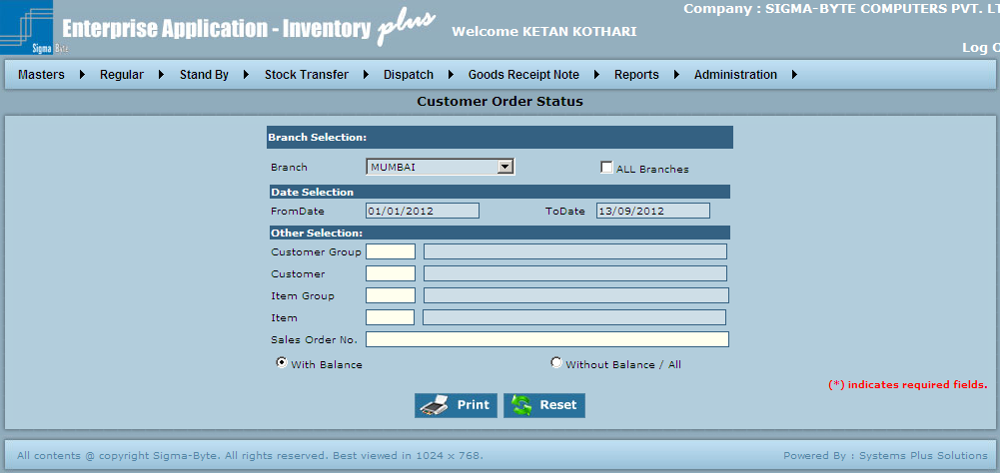 Company : SIGMA-BYTE COMPUTERS PVT.
Sigma Byte
Enterprise Application - Inventory plus
Welcome KETAN KOTHARI
Log
Masters Regular Stand By Stock Transfer Dispatch Goods Receipt Note Reports Administration
Customer Order Status
Branch Selection:
Branch MUMBAI ALL Branches
Date Selection
FromDate 01/01/2012 ToDate 13/09/2012
Other Selection:
Customer Group
Customer
Item Group
Item
Sales Order No.
With Balance Without Balance / All
(*) indicates required fields.
Print Reset
All contents @ copyright Sigma-Byte. All rights reserved. Best viewed in 1024 x 768. Powered By : Systems Plus Solutions